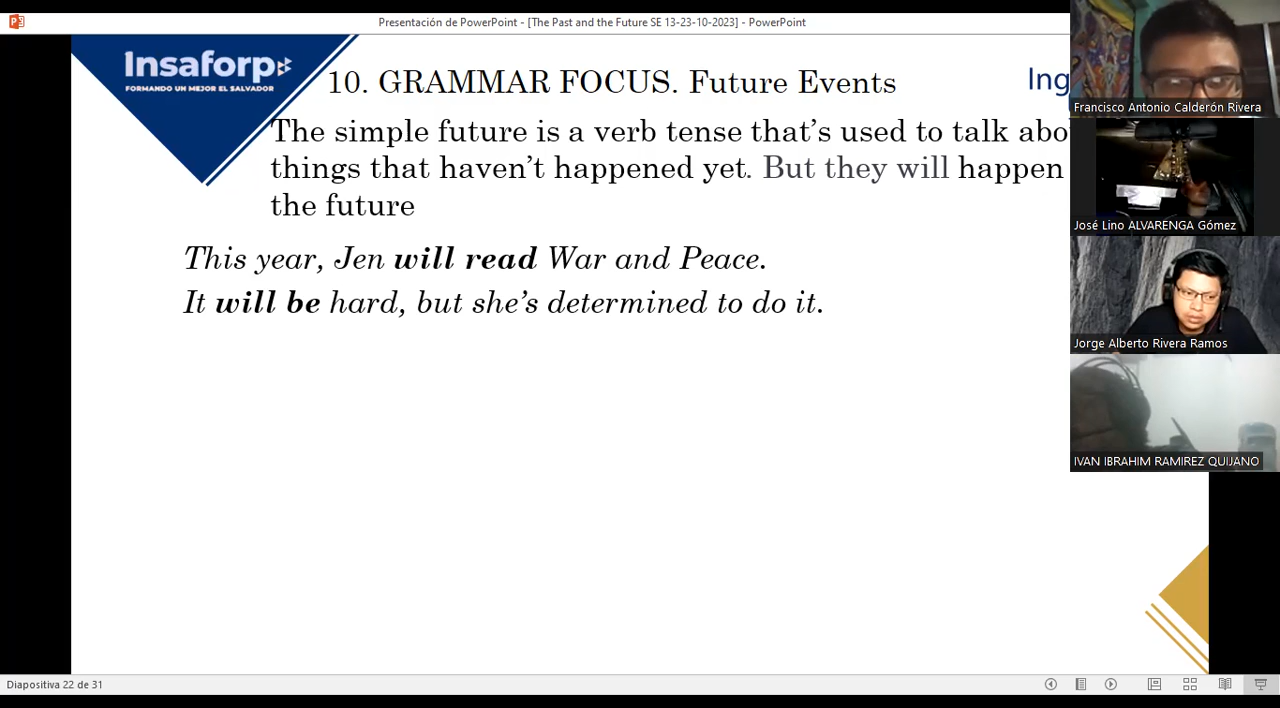 Presentación de PowerPoint - [The Past and the Future SE 13-23-10-2023] - PowerPoint
Insaforp
FORMANDO UN MEJOR EL SALVADOR
10. GRAMMAR FOCUS. Future Events
Ing
The simple future is a verb tense that's used to talk abo
things that haven't happened yet. But they will happen
the future
This year, Jen will read War and Peace.
It will be hard, but she's determined to do it.
Francisco Antonio Calderón Rivera
José Lino ALVARENGA Gómez
Jorge Alberto Rivera Ramos
IVAN IBRAHIM RAMIREZ QUIJANO
Diapositiva 22 de 31